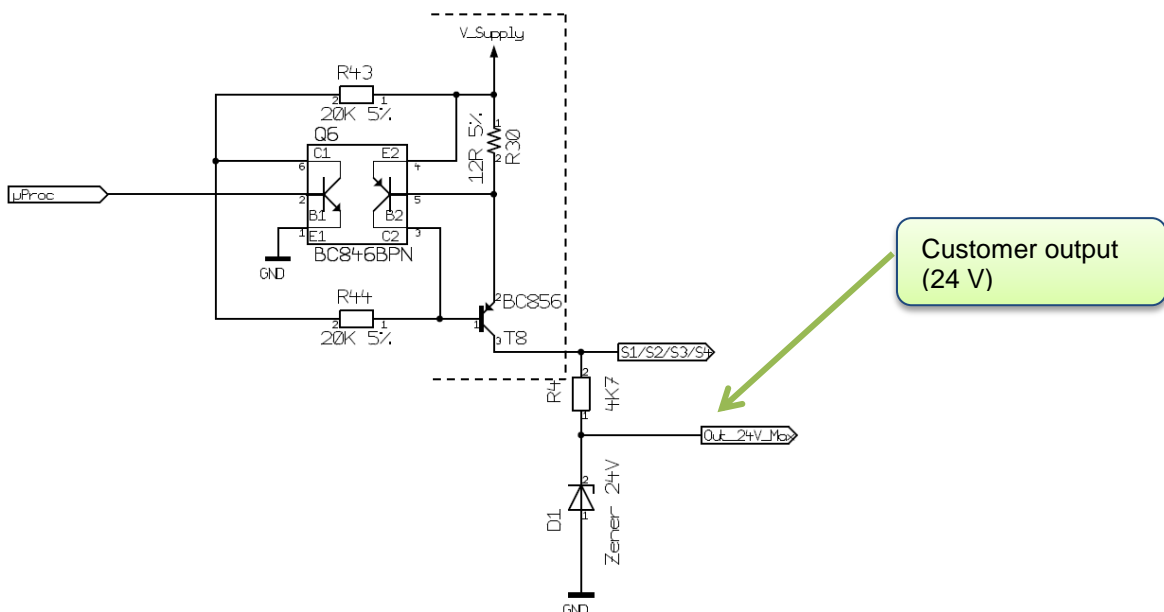 V_Supply
R43
2 1
20K 5%
Q6
C1 E2
6 4
1
12R 5%
R30
2
µProc
2 5
B1 B2
1 3
E1 C2
BC846BPN
GND
R44
2 1
20K 5%
2
BC856
1
T8
3
S1/S2/S3/S4
2
R4
4K7
1
Out_24V_Max
Customer output
(24 V)
2
D1
1
Zener 24V
GND